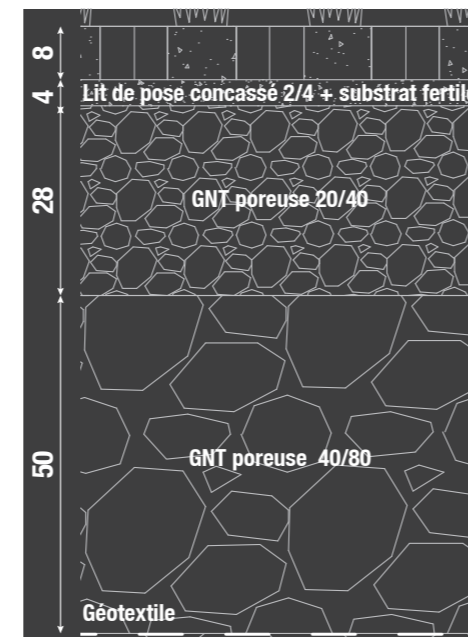 8
4
Lit de pose concassé 2/4 + substrat fertile
28
GNT poreuse 20/40
50
GNT poreuse 40/80
Géotextile